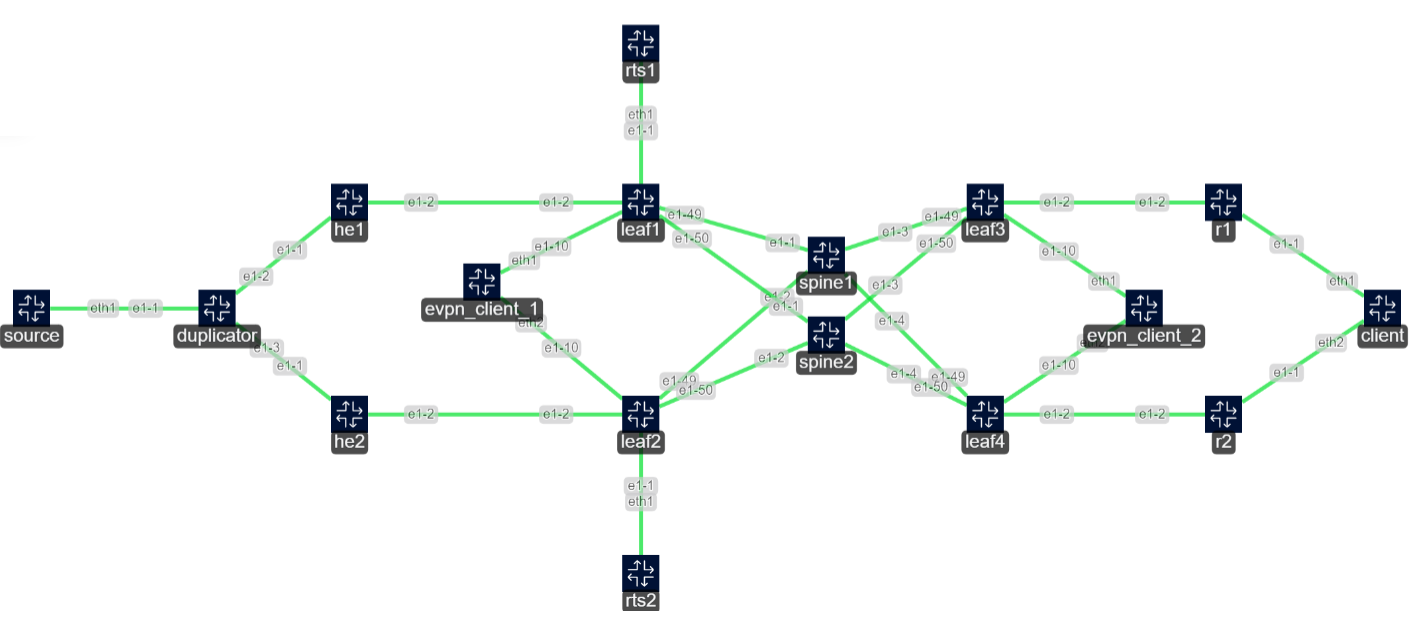 rts1
eth1
e1-1
he1
e1-2
e1-2
leaf1
e1-49
e1-50
e1-1
spine1
e1-3
e1-49
e1-50
leaf3
e1-2
e1-2
r1
e1-1
e1-2
e1-10
eth1
evpn_client_1
eth2
e1-10
e1-2
e1-1
e1-3
e1-4
e1-10
eth1
evpn_client_2
e1-10
e1-1
eth1
client
eth2
e1-1
source
eth1
e1-1
duplicator
e1-3
e1-1
spine2
e1-2
e1-49
e1-50
e1-4
e1-49
e1-50
he2
e1-2
e1-2
leaf2
leaf4
e1-2
e1-2
r2
e1-1
eth1
rts2